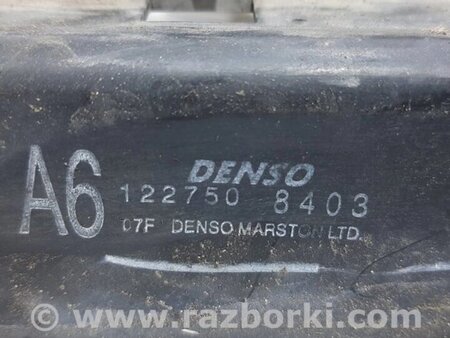 DENSO
A6
122750 8403
07F DENSO MARSTON LTD.
www.razborki.com